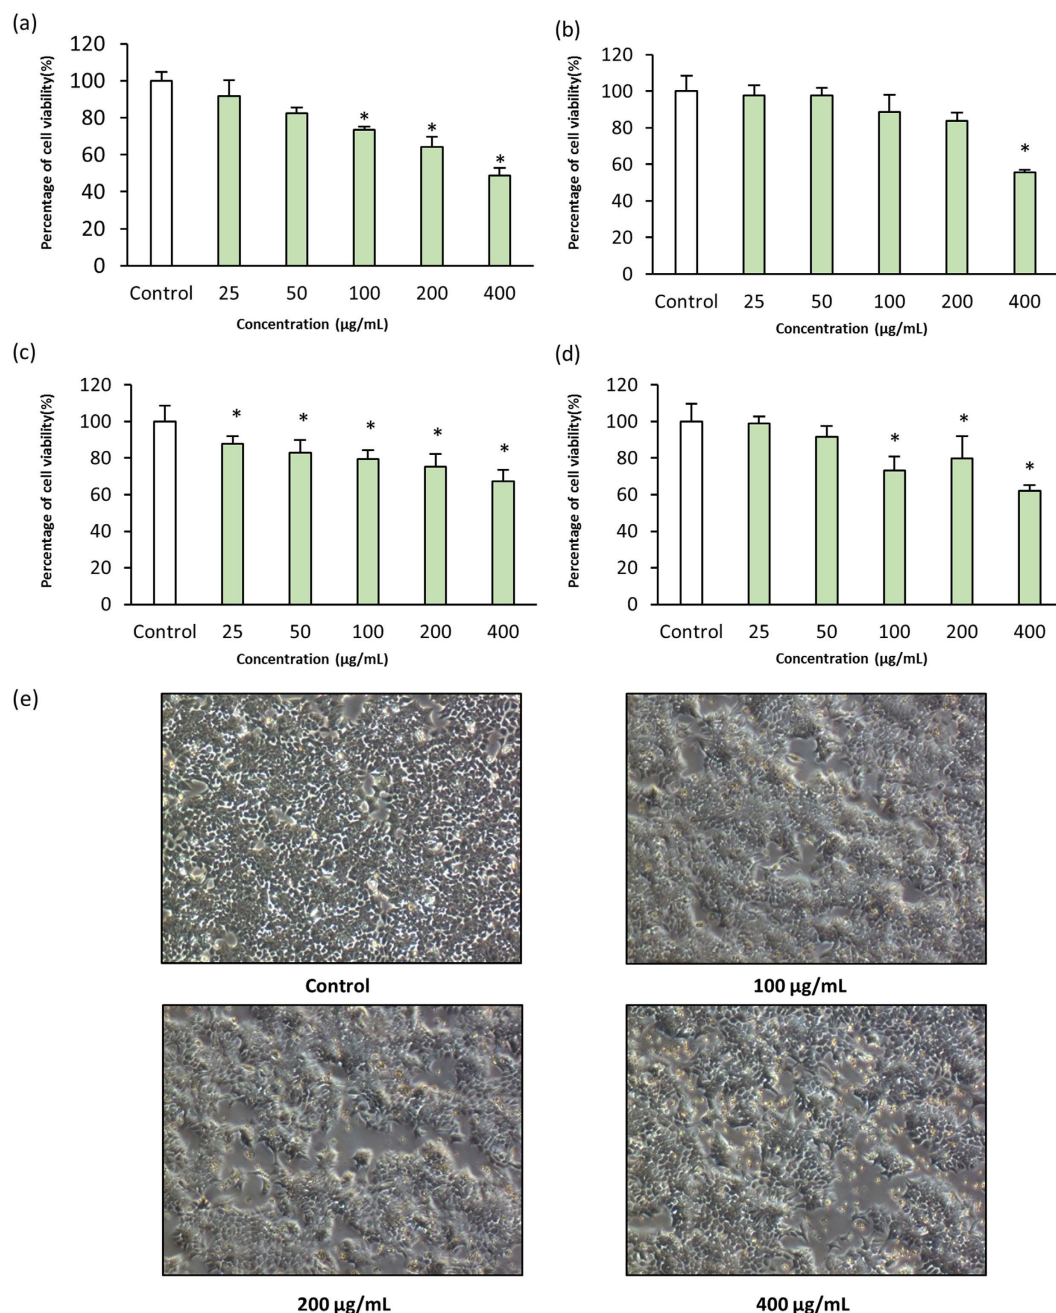 (a)
120
100
80
60
40
20
0
Percentage of cell viability(%)
* * *
Control 25 50 100 200 400
Concentration (µg/mL)
(b)
120
100
80
60
40
20
0
Percentage of cell viability(%)
*
Control 25 50 100 200 400
Concentration (µg/mL)
(c)
120
100
80
60
40
20
0
Percentage of cell viability(%)
* * * * *
Control 25 50 100 200 400
Concentration (µg/mL)
(d)
120
100
80
60
40
20
0
Percentage of cell viability(%)
* * *
Control 25 50 100 200 400
Concentration (µg/mL)
(e)
Control
100 µg/mL
200 µg/mL
400 µg/mL